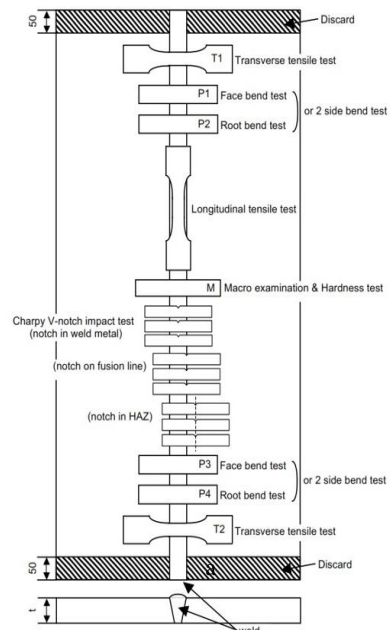 50
Discard
T1
Transverse tensile test
P1
Face bend test
or 2 side bend test
P2
Root bend test
Longitudinal tensile test
M
Macro examination & Hardness test
Charpy V-notch impact test
(notch in weld metal)
(notch on fusion line)
(notch in HAZ)
P3
Face bend test
or 2 side bend test
P4
Root bend test
T2
Transverse tensile test
50
a
Discard
t
weld